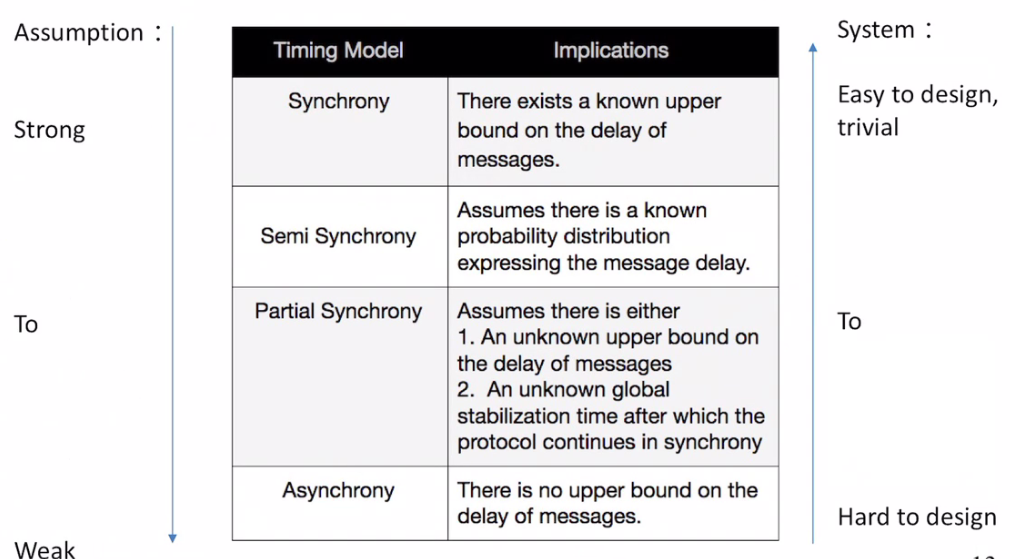 Assumption：
Strong
To
Weak
Timing Model
Implications
Synchrony
There exists a known upper
bound on the delay of
messages.
Semi Synchrony
Assumes there is a known
probability distribution
expressing the message delay.
Partial Synchrony
Assumes there is either
1. An unknown upper bound on
the delay of messages
2. An unknown global
stabilization time after which the
protocol continues in synchrony
Asynchrony
There is no upper bound on the
delay of messages.
System：
Easy to design,
trivial
To
Hard to design